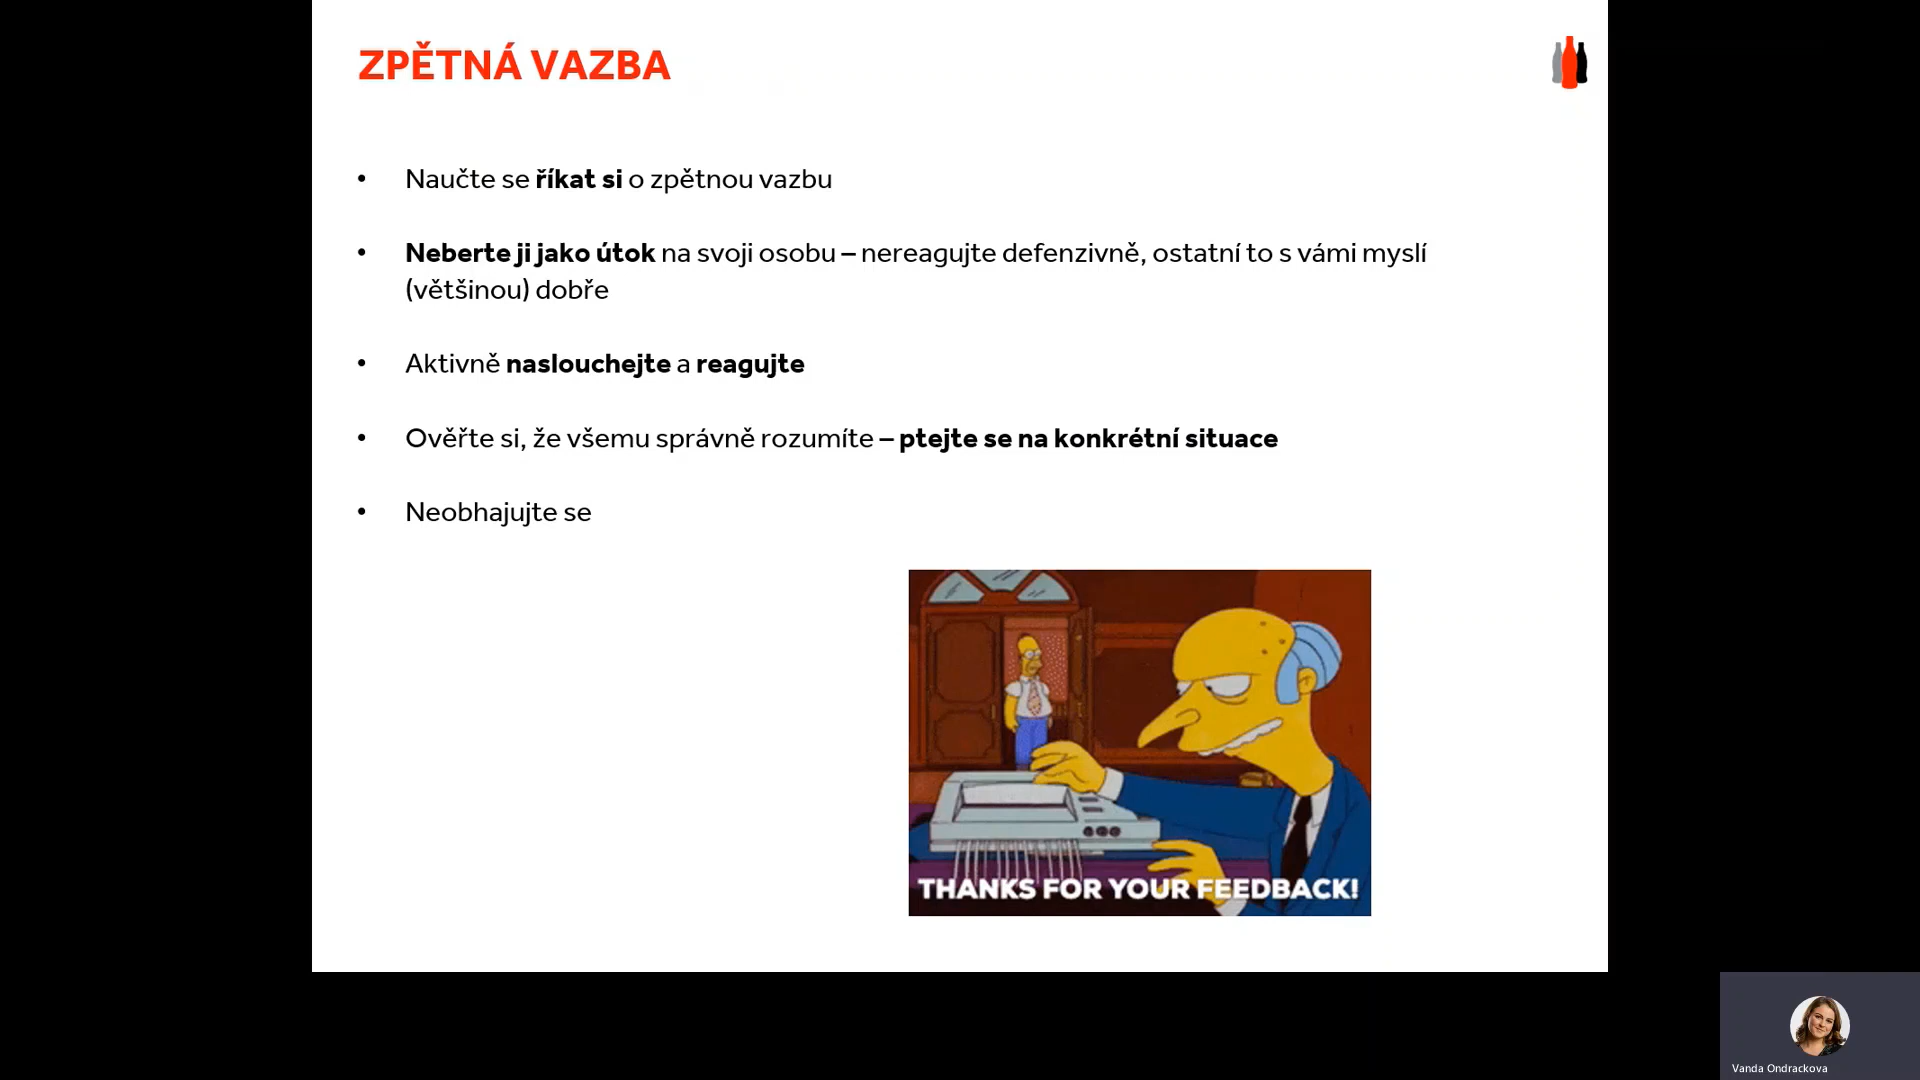 ZPĚTNÁ VAZBA
• Naučte se říkat si o zpětnou vazbu
• Neberte ji jako útok na svoji osobu – nereagujte defenzivně, ostatní to s vámi myslí
(většinou) dobře
• Aktivně naslouchejte a reagujte
• Ověřte si, že všemu správně rozumíte – ptejte se na konkrétní situace
• Neobhajujte se
THANKS FOR YOUR FEEDBACK!
Vanda Ondrackova